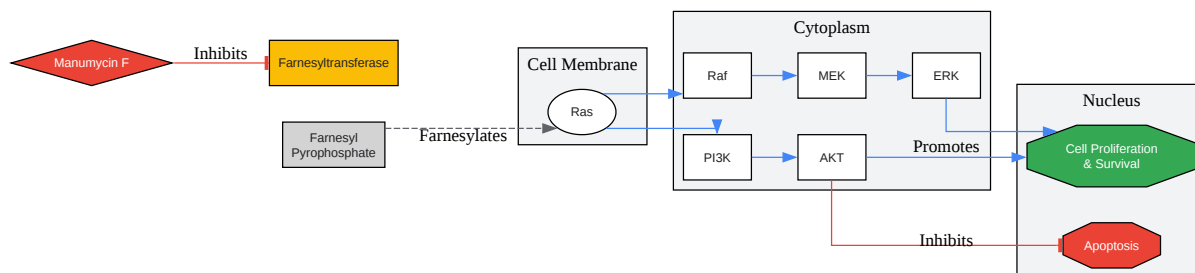 Manumycin F
Inhibits
Farnesyltransferase
Farnesyl
Pyrophosphate
Farnesylates
Cell Membrane
Ras
Cytoplasm
Raf
MEK
ERK
PI3K
AKT
Promotes
Inhibits
Nucleus
Cell Proliferation
& Survival
Apoptosis